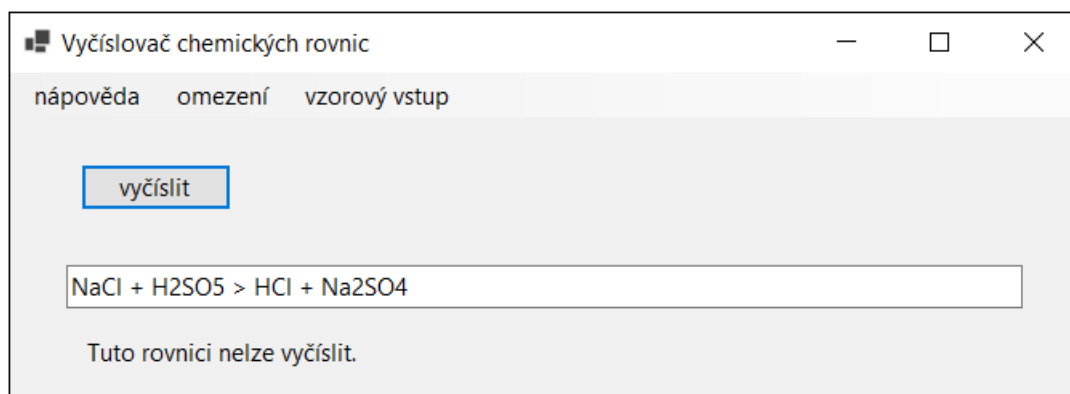 Vyčíslovač chemických rovnic
nápověda omezení vzorový vstup
vyčíslit
NaCl + H2SO5 > HCl + Na2SO4
Tuto rovnici nelze vyčíslit.